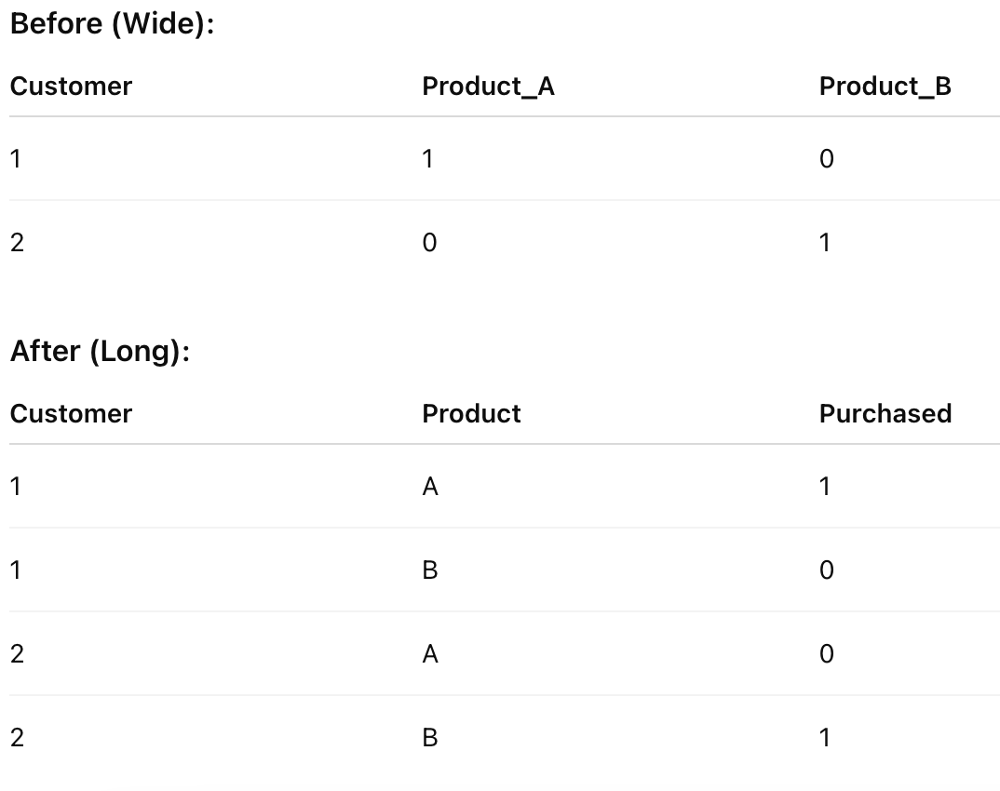 Before (Wide):
Customer Product_A Product_B
1 1 0
2 0 1
After (Long):
Customer Product Purchased
1 A 1
1 B 0
2 A 0
2 B 1